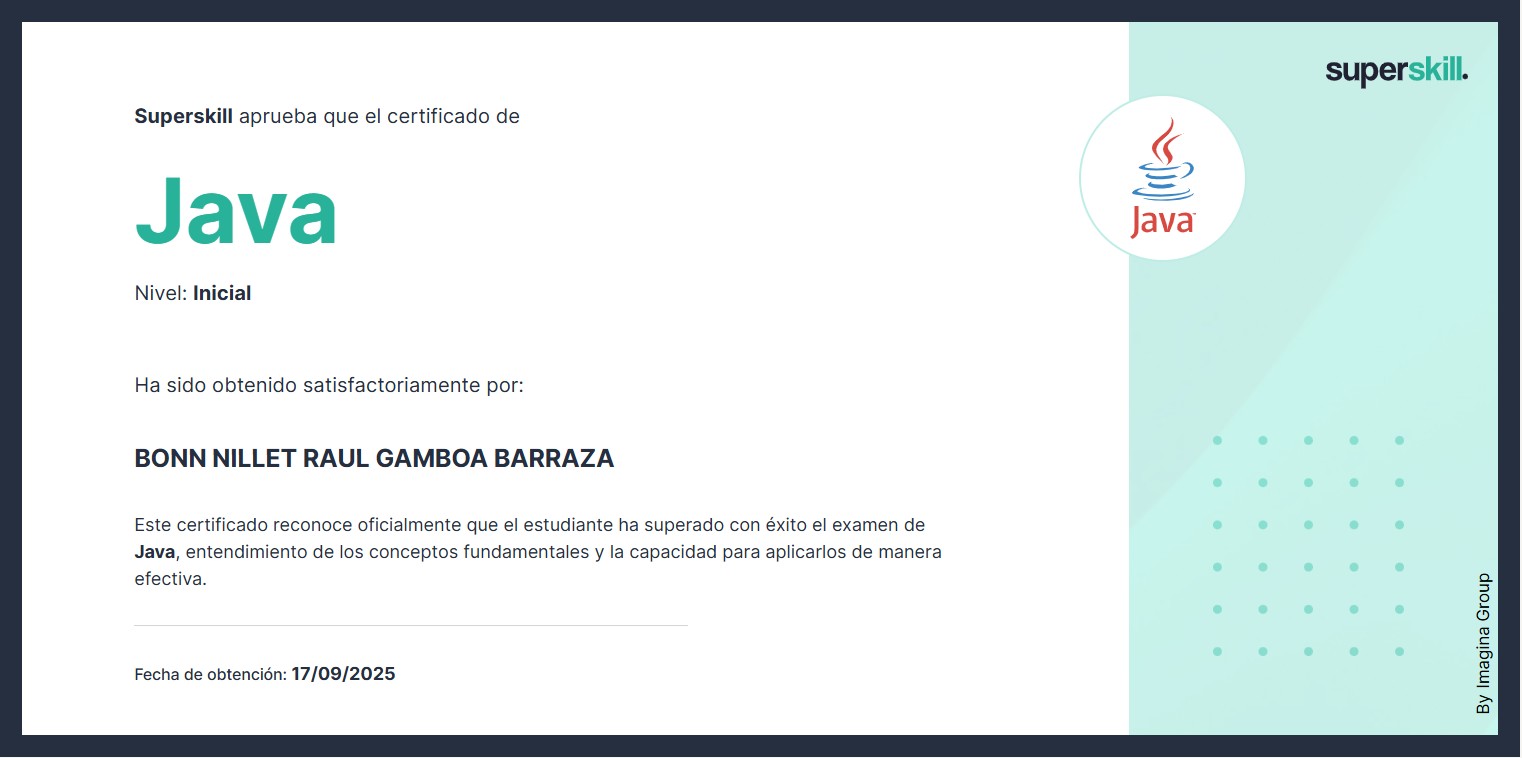 superskill.
Superskill aprueba que el certificado de
Java
Java
Nivel: Inicial
Ha sido obtenido satisfactoriamente por:
BONN NILLET RAUL GAMBOA BARRAZA
Este certificado reconoce oficialmente que el estudiante ha superado con éxito el examen de
Java, entendimiento de los conceptos fundamentales y la capacidad para aplicarlos de manera
efectiva.
Fecha de obtención: 17/09/2025
By Imagina Group